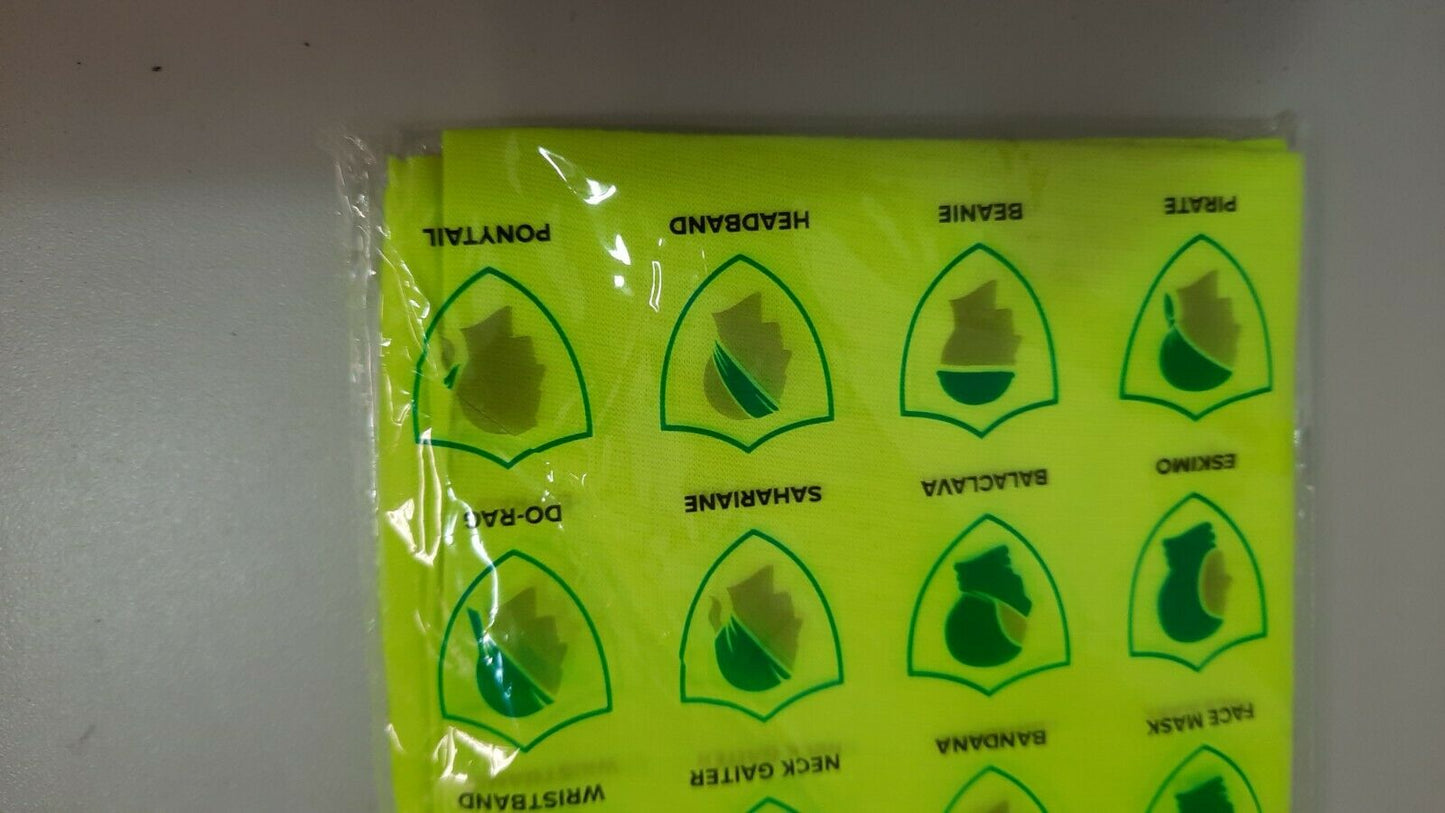 FACE MASK
BANDANA
NECK GAITER
WRISTBAND
ESKIMO
BALACLAVA
SAHARIANE
DO-RAG
PIRATE
BEANIE
HEADBAND
PONYTAIL